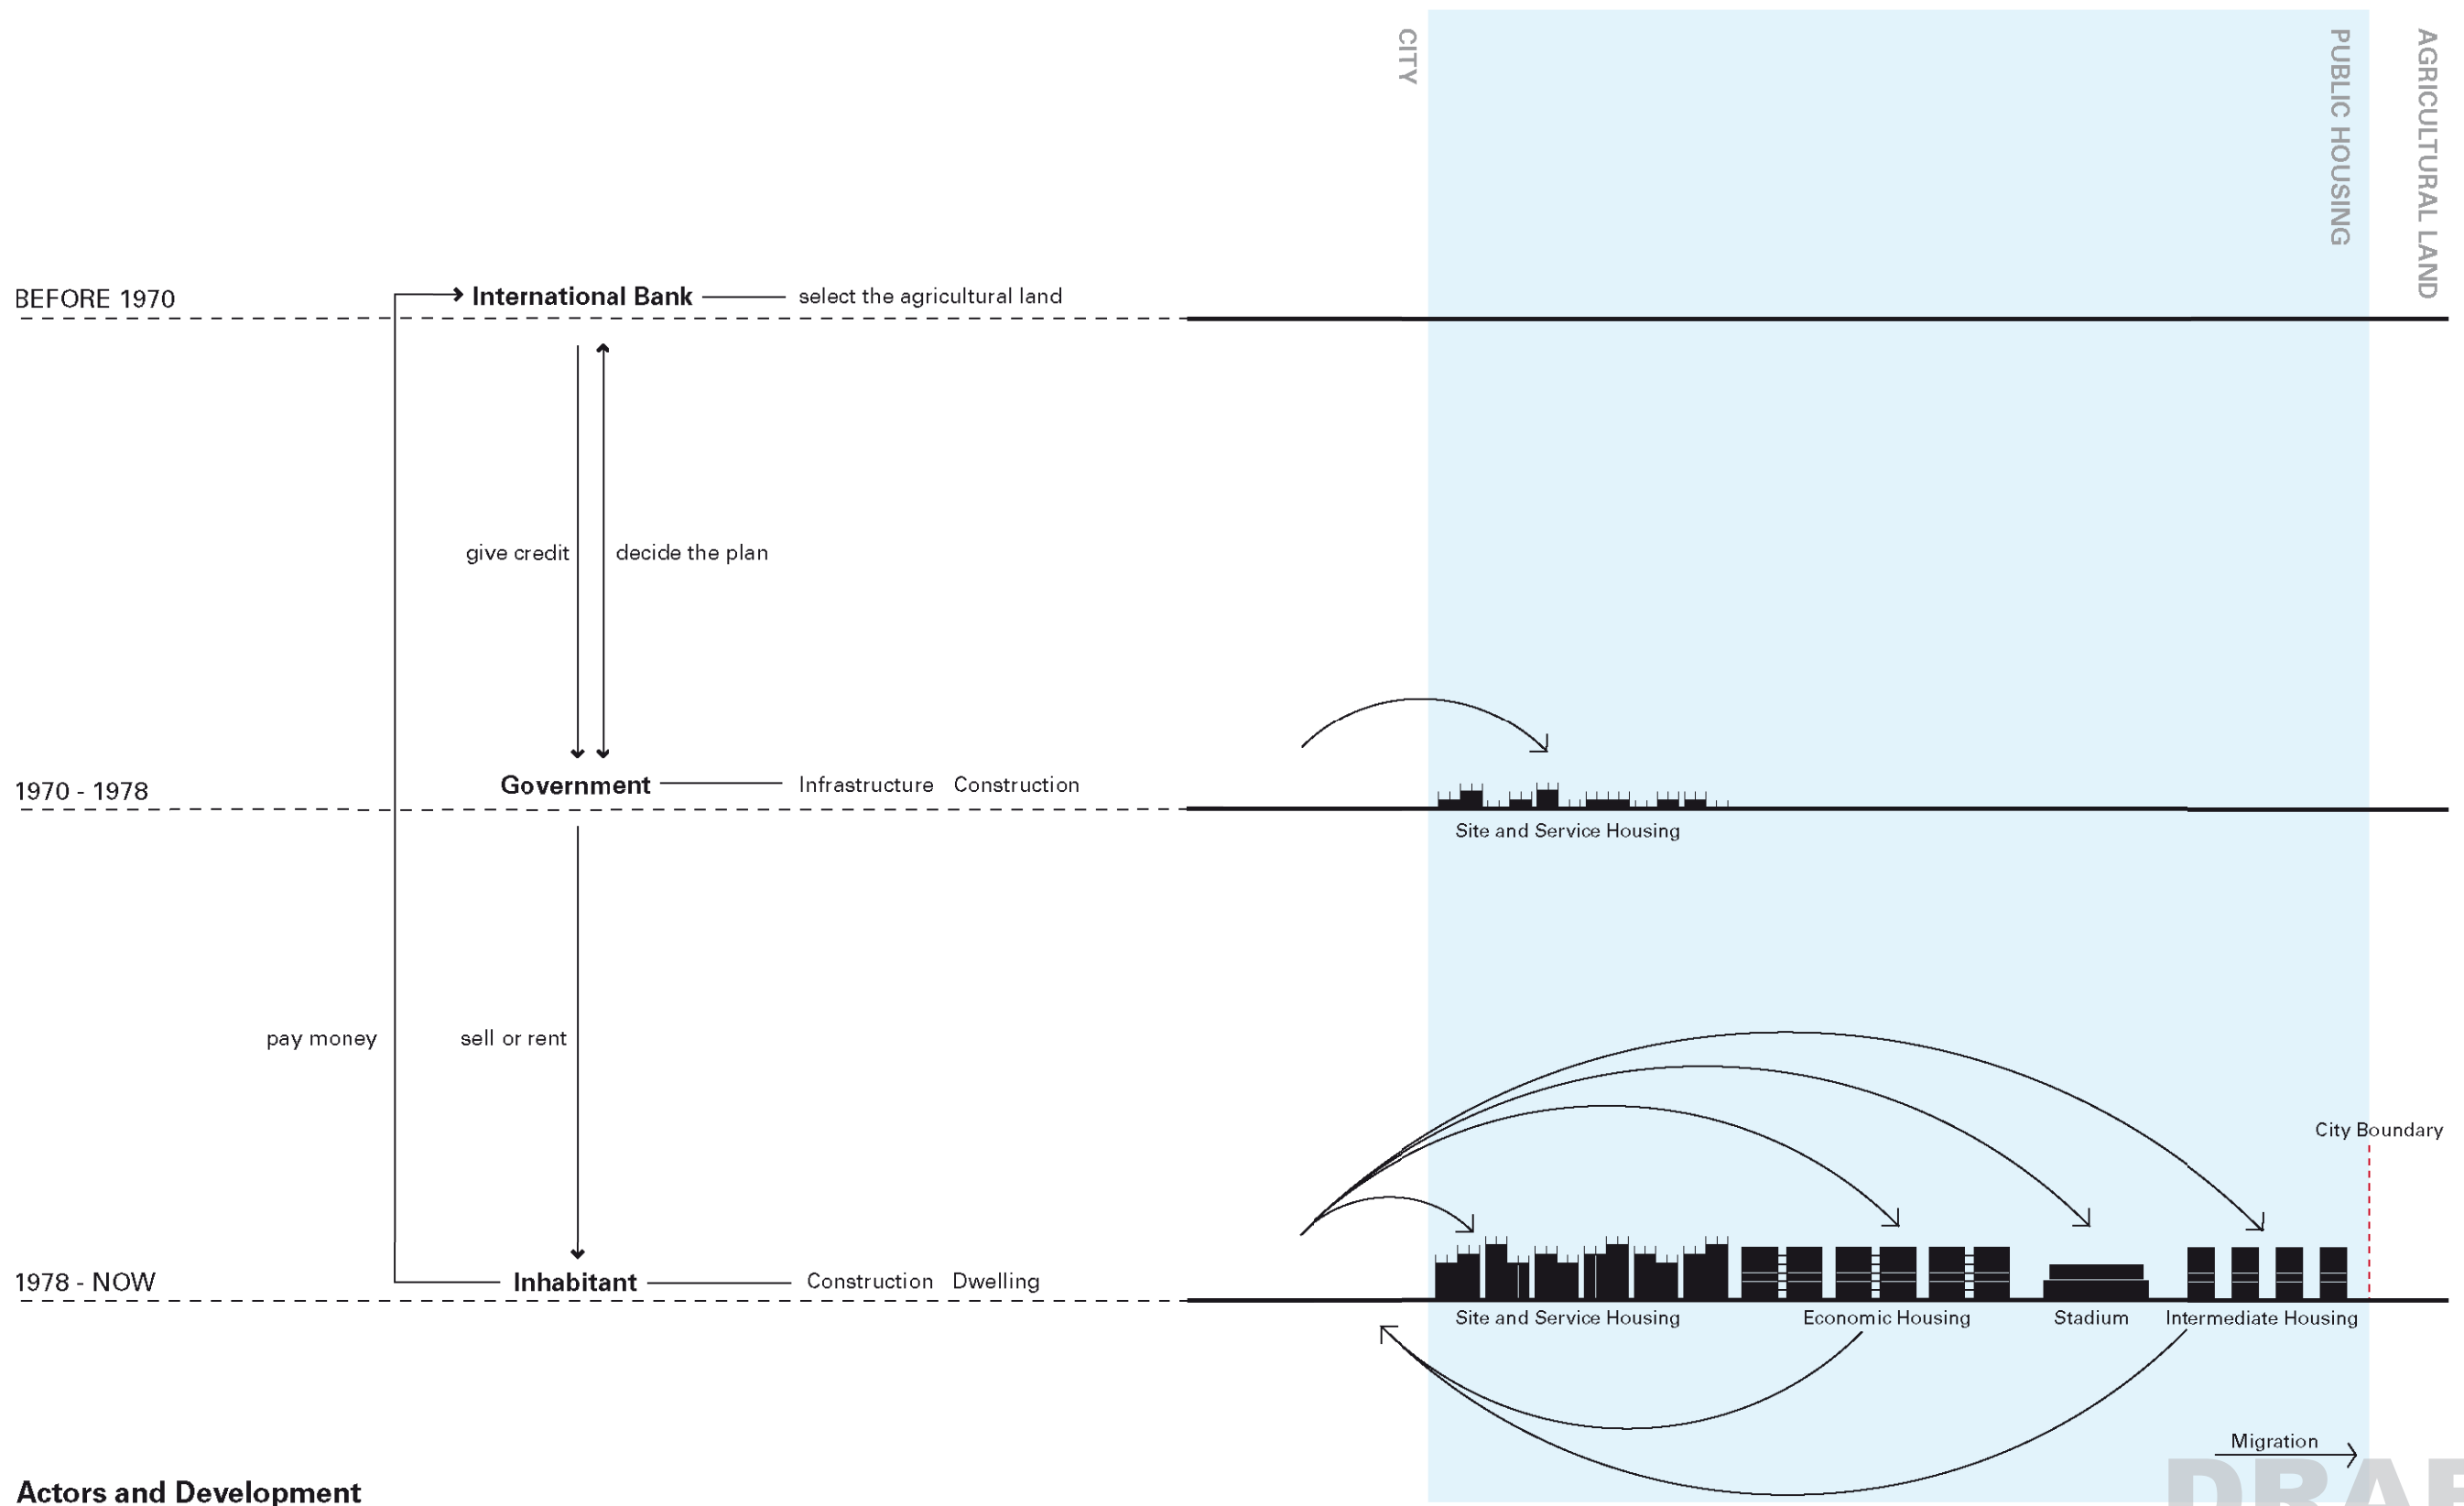 CITY
PUBLIC HOUSING
AGRICULTURAL LAND
BEFORE 1970
International Bank
select the agricultural land
give credit
decide the plan
1970 - 1978
Government
Infrastructure Construction
Site and Service Housing
pay money
sell or rent
City Boundary
1978 - NOW
Inhabitant
Construction Dwelling
Site and Service Housing
Economic Housing
Stadium
Intermediate Housing
Migration
Actors and Development